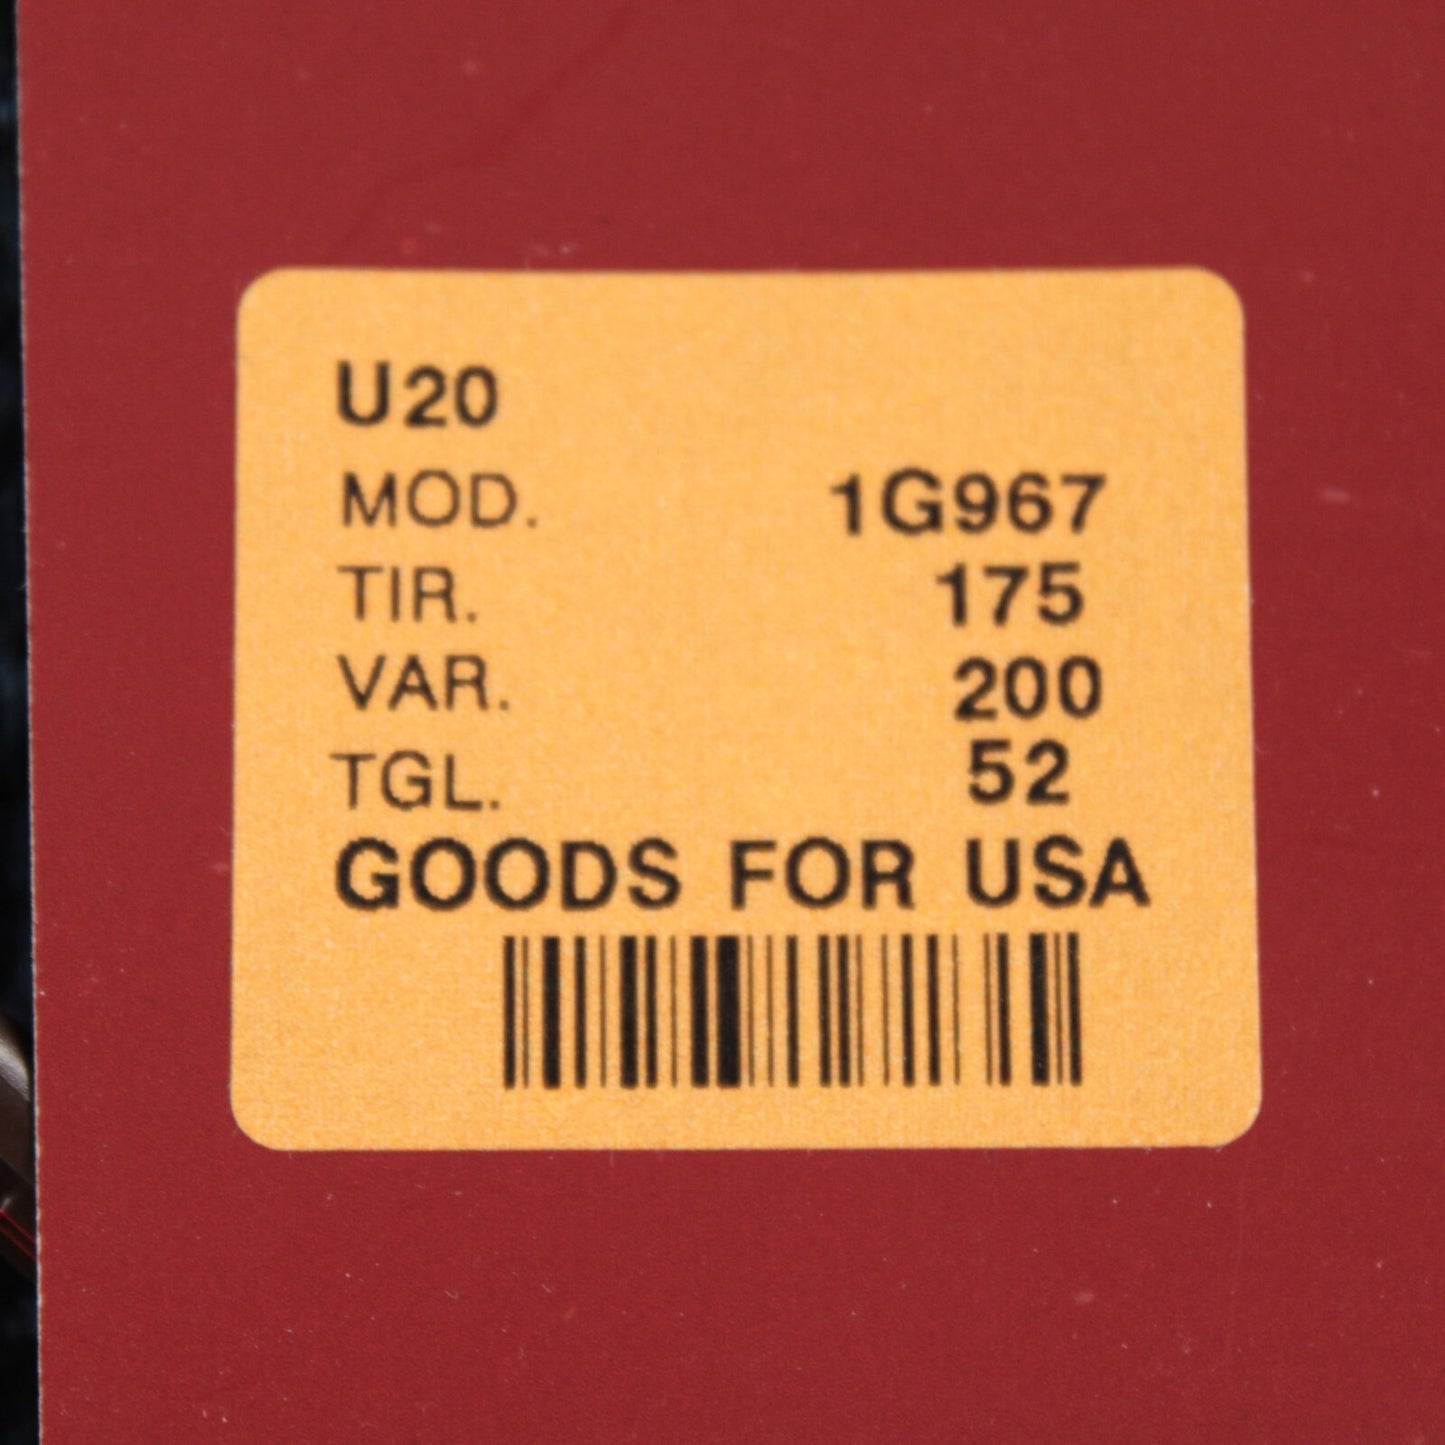 U20
MOD. 1G967
TIR. 175
VAR. 200
TGL. 52
GOODS FOR USA